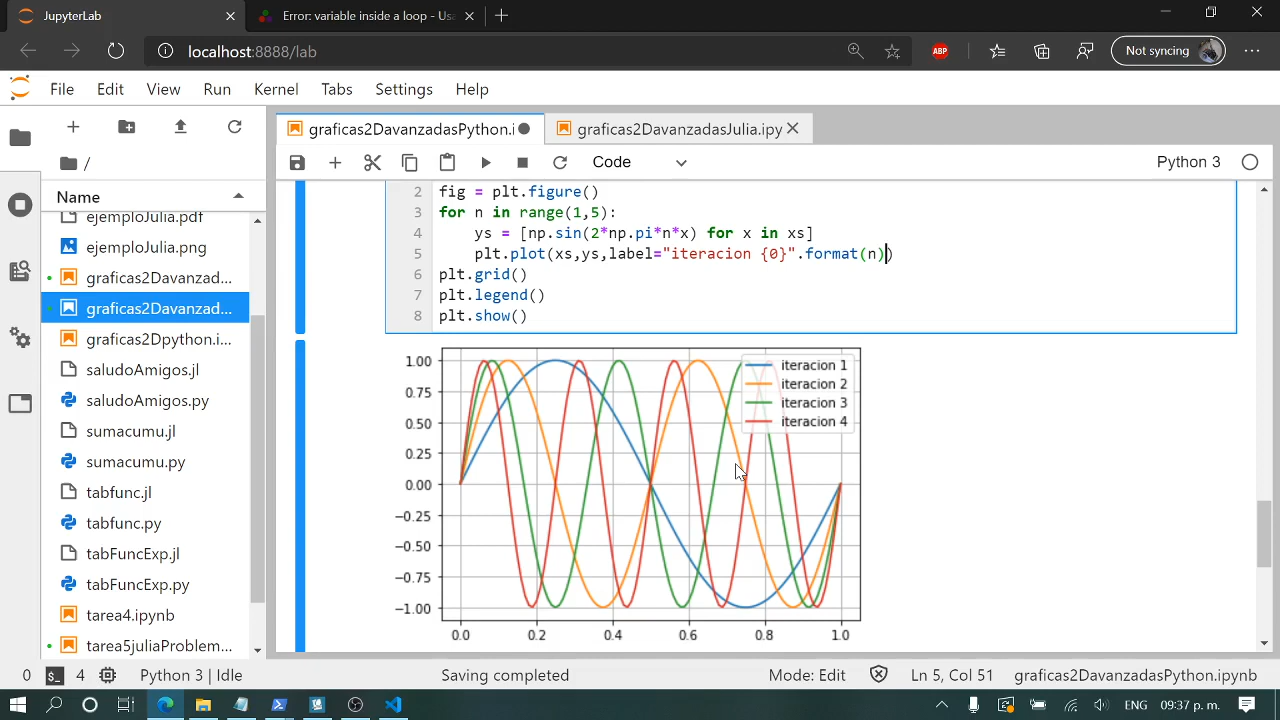 JupyterLab
Error: variable inside a loop - Usa
localhost:8888/lab
ABP
Not syncing
File Edit View Run Kernel Tabs Settings Help
graficas2DavanzadasPython.i
graficas2DavanzadasJulia.ipy
Code
Python 3
/
Name
ejemploJulia.pdf
ejemploJulia.png
graficas2Davanzad...
graficas2Davanzad...
graficas2Dpython.i...
saludoAmigos.jl
saludoAmigos.py
sumacumu.jl
sumacumu.py
tabfunc.jl
tabfunc.py
tabFuncExp.jl
tabFuncExp.py
tarea4.ipynb
tarea5juliaProblem...
2 fig = plt.figure()
3 for n in range(1,5):
4 ys = [np.sin(2*np.pi*n*x) for x in xs]
5 plt.plot(xs,ys,label="iteracion {0}".format(n))
6 plt.grid()
7 plt.legend()
8 plt.show()
1.00
0.75
0.50
0.25
0.00
−0.25
−0.50
−0.75
−1.00
0.0 0.2 0.4 0.6 0.8 1.0
iteracion 1
iteracion 2
iteracion 3
iteracion 4
0 $_ 4 Python 3 | Idle Saving completed Mode: Edit Ln 5, Col 51 graficas2DavanzadasPython.ipynb
ENG 09:37 p. m.